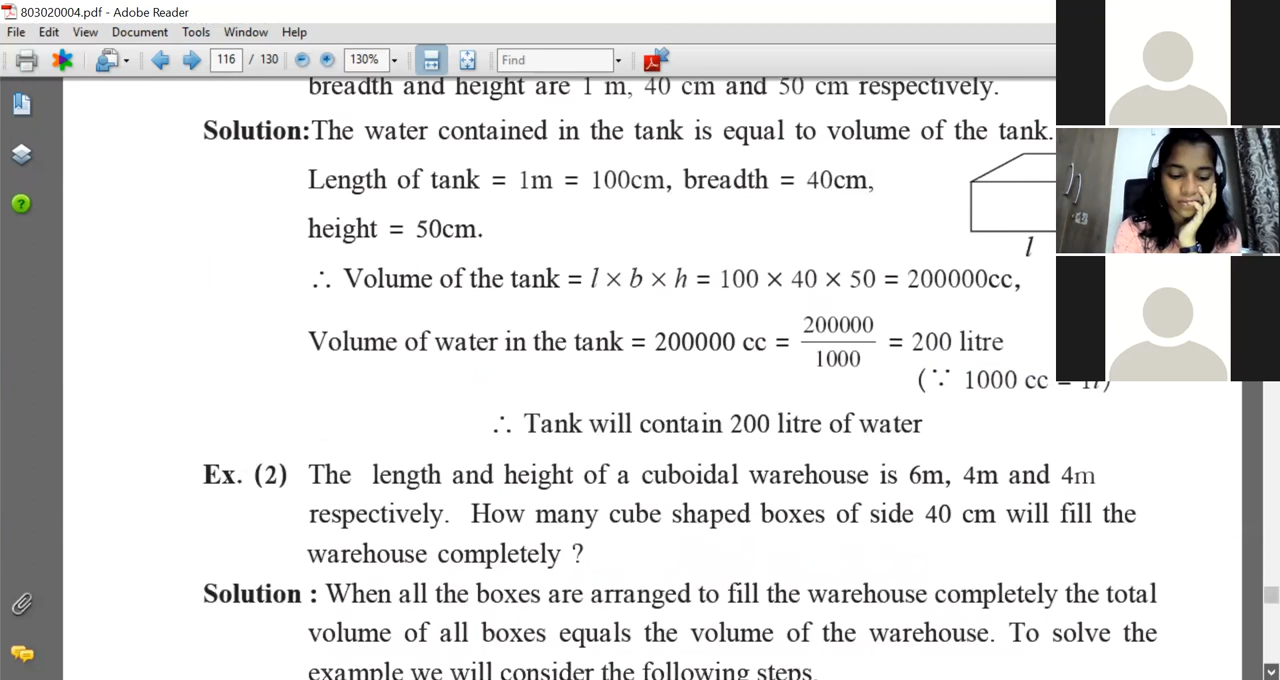 803020004.pdf - Adobe Reader
File Edit View Document Tools Window Help
116 / 130 130% Find
breadth and height are 1 m, 40 cm and 50 cm respectively.
Solution:The water contained in the tank is equal to volume of the tank.
Length of tank = 1m = 100cm, breadth = 40cm,
height = 50cm.
l
∴ Volume of the tank = l × b × h = 100 × 40 × 50 = 200000cc,
Volume of water in the tank = 200000 cc = 200000/1000 = 200 litre
(∵ 1000 cc = 1l)
∴ Tank will contain 200 litre of water
Ex. (2) The length and height of a cuboidal warehouse is 6m, 4m and 4m
respectively. How many cube shaped boxes of side 40 cm will fill the
warehouse completely ?
Solution : When all the boxes are arranged to fill the warehouse completely the total
volume of all boxes equals the volume of the warehouse. To solve the
example we will consider the following steps.